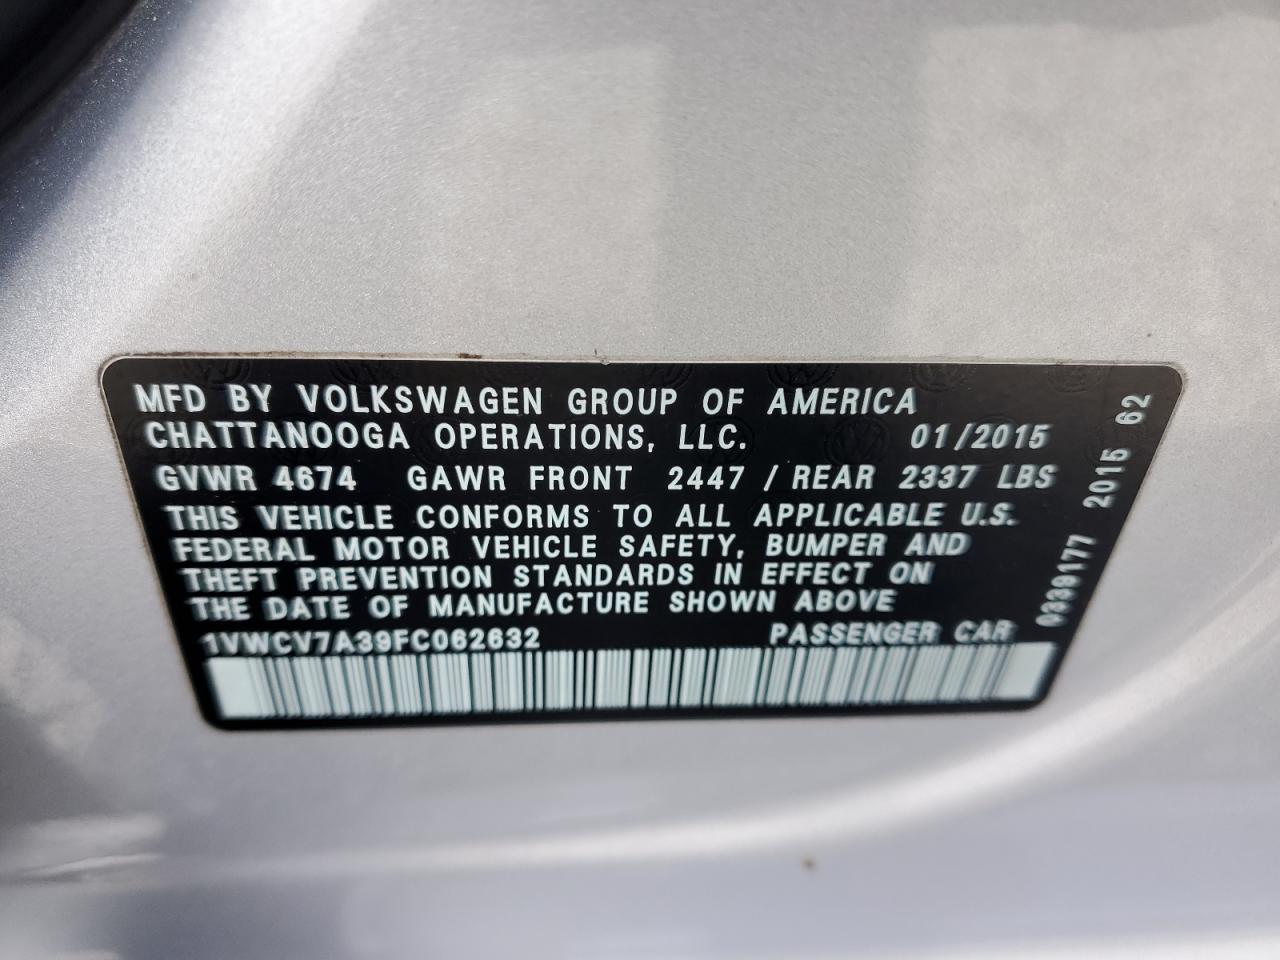 MFD BY VOLKSWAGEN GROUP OF AMERICA
CHATTANOOGA OPERATIONS, LLC. 01/2015
GVWR 4674 GAWR FRONT 2447 / REAR 2337 LBS
THIS VEHICLE CONFORMS TO ALL APPLICABLE U.S.
FEDERAL MOTOR VEHICLE SAFETY, BUMPER AND
THEFT PREVENTION STANDARDS IN EFFECT ON
THE DATE OF MANUFACTURE SHOWN ABOVE
1VWCV7A39FC062632 PASSENGER CAR
0339177 2015 62